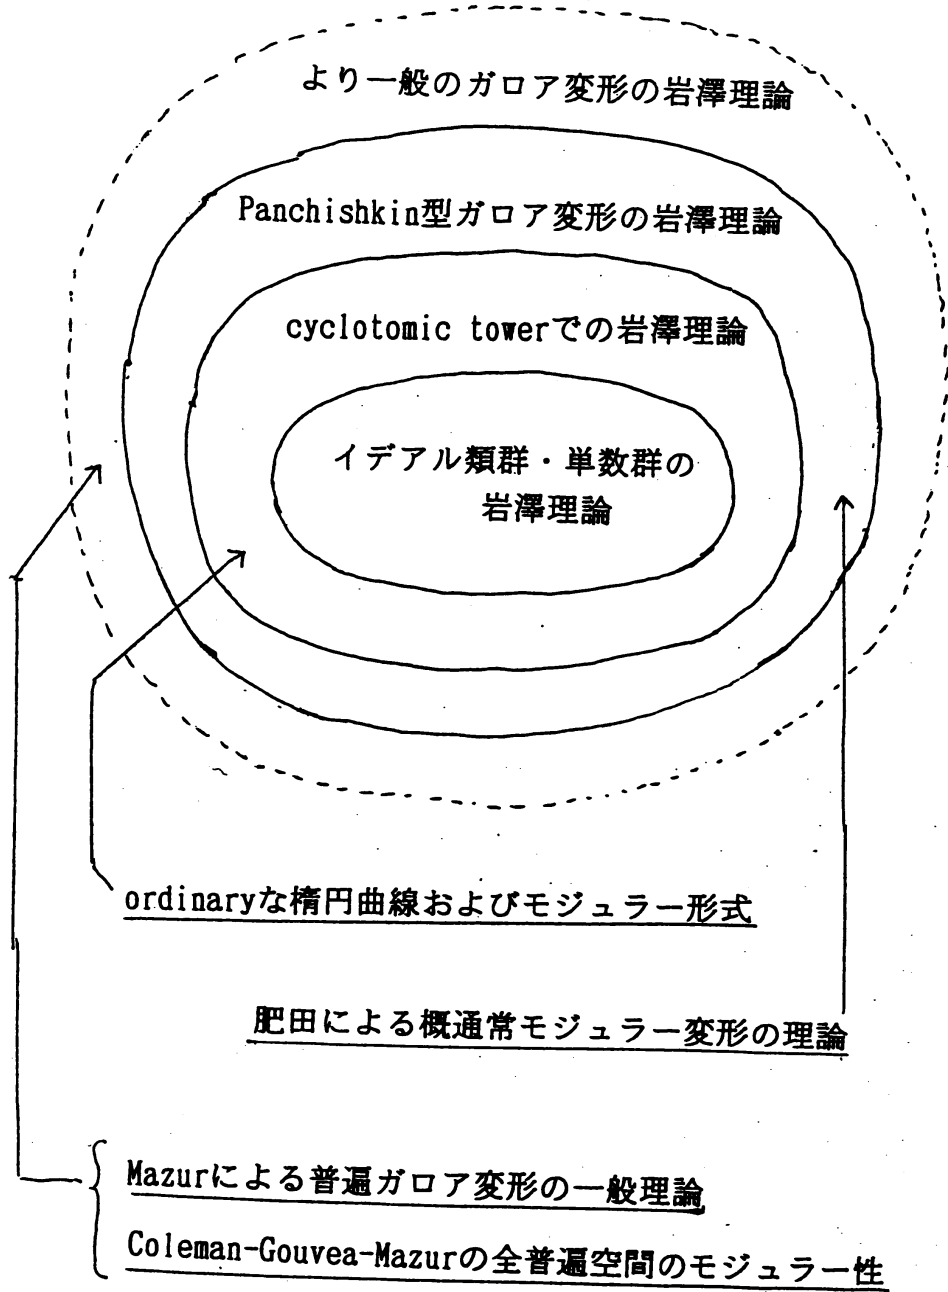 より一般のガロア変形の岩澤理論
Panchishkin型ガロア変形の岩澤理論
cyclotomic towerでの岩澤理論
イデアル類群・単数群の
岩澤理論
ordinaryな楕円曲線およびモジュラー形式
肥田による概通常モジュラー変形の理論
Mazurによる普遍ガロア変形の一般理論
Coleman-Gouvea-Mazurの全普遍空間のモジュラー性